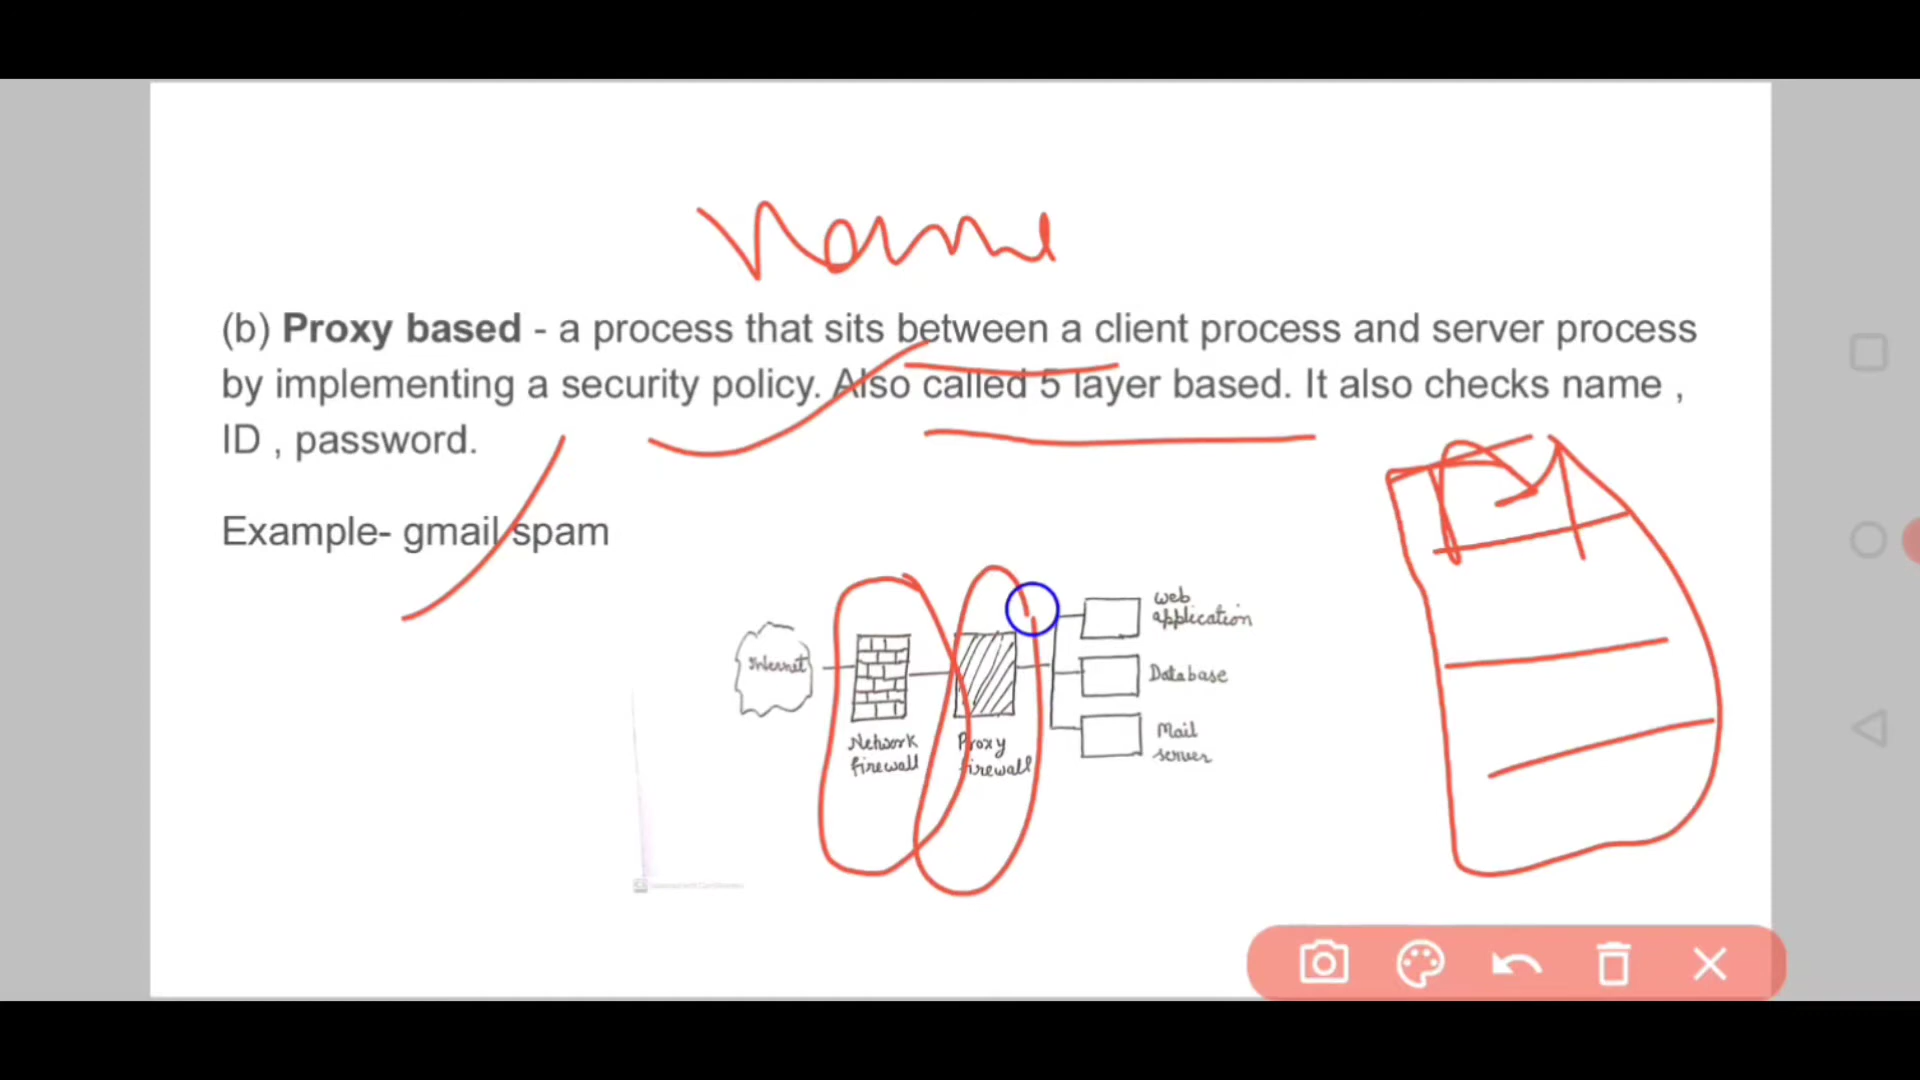 Name
(b) Proxy based - a process that sits between a client process and server process
by implementing a security policy. Also called 5 layer based. It also checks name ,
ID , password.
Example- gmail spam
Internet
Network
firewall
Proxy
firewall
web
application
Database
Mail
server